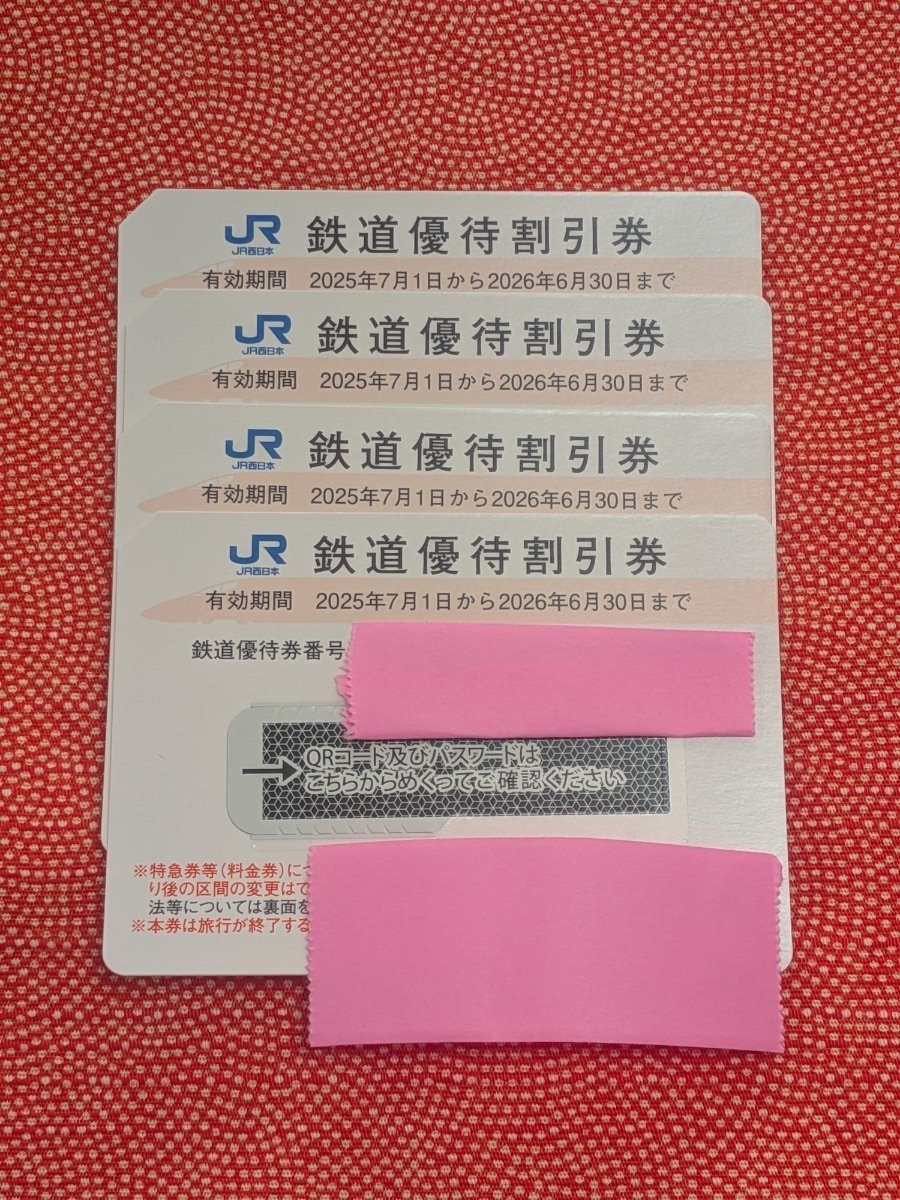 JR 鉄道優待割引券
JR西日本
有効期間 2025年7月1日から2026年6月30日まで
JR 鉄道優待割引券
JR西日本
有効期間 2025年7月1日から2026年6月30日まで
JR 鉄道優待割引券
JR西日本
有効期間 2025年7月1日から2026年6月30日まで
JR 鉄道優待割引券
JR西日本
有効期間 2025年7月1日から2026年6月30日まで
鉄道優待券番号
QRコード及びパスワードは
こちらからめくってご確認ください
※特急券等(料金券)に
り後の区間の変更はで
法等については裏面を
※本券は旅行が終了する